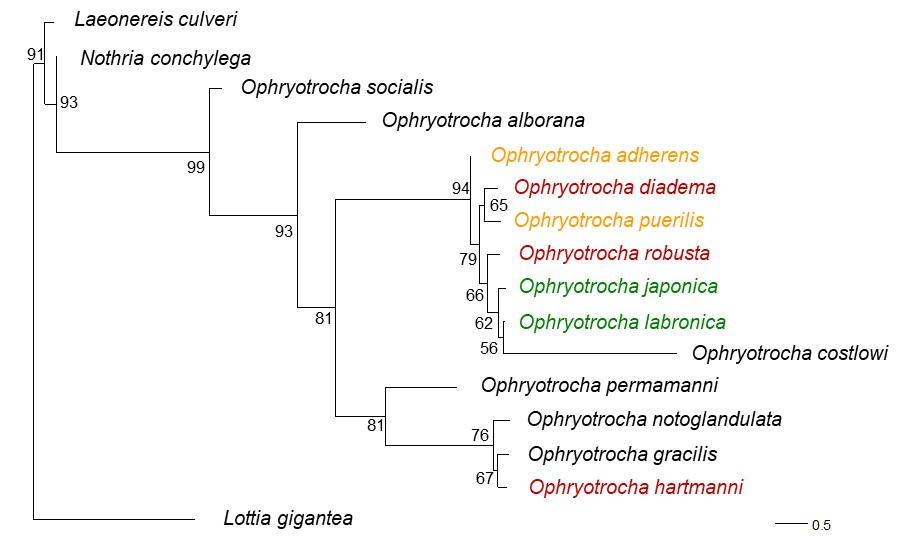 Laeonereis culveri
91
Nothria conchylega
93
Ophryotrocha socialis
99
Ophryotrocha alborana
93
Ophryotrocha adherens
94
Ophryotrocha diadema
65
Ophryotrocha puerilis
79
Ophryotrocha robusta
66
Ophryotrocha japonica
81
62
Ophryotrocha labronica
56
Ophryotrocha costlowi
Ophryotrocha permamanni
81
Ophryotrocha notoglandulata
76
Ophryotrocha gracilis
67
Ophryotrocha hartmanni
Lottia gigantea
0.5